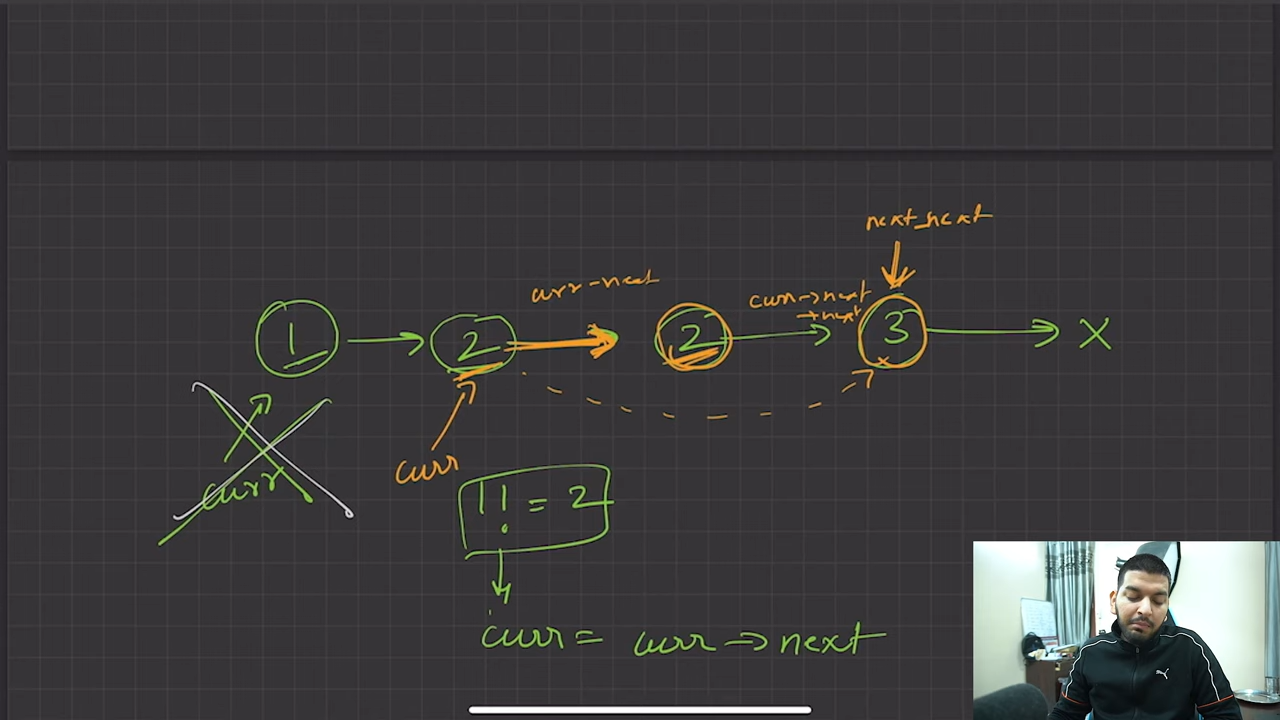 next_next
curr-next
curr->next
->next
1
2
2
3
X
curr
curr
1 != 2
curr = curr -> next